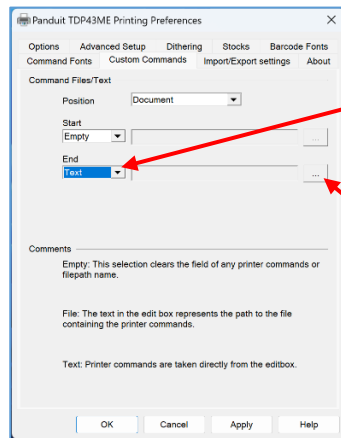 Panduit TDP43ME Printing Preferences
Options Advanced Setup Dithering Stocks Barcode Fonts
Command Fonts Custom Commands Import/Export settings About
Command Files/Text
Position Document
Start
Empty ...
End
Text ...
Comments
Empty: This selection clears the field of any printer commands or
filepath name.
File: The text in the edit box represents the path to the file
containing the printer commands.
Text: Printer commands are taken directly from the editbox.
OK Cancel Apply Help